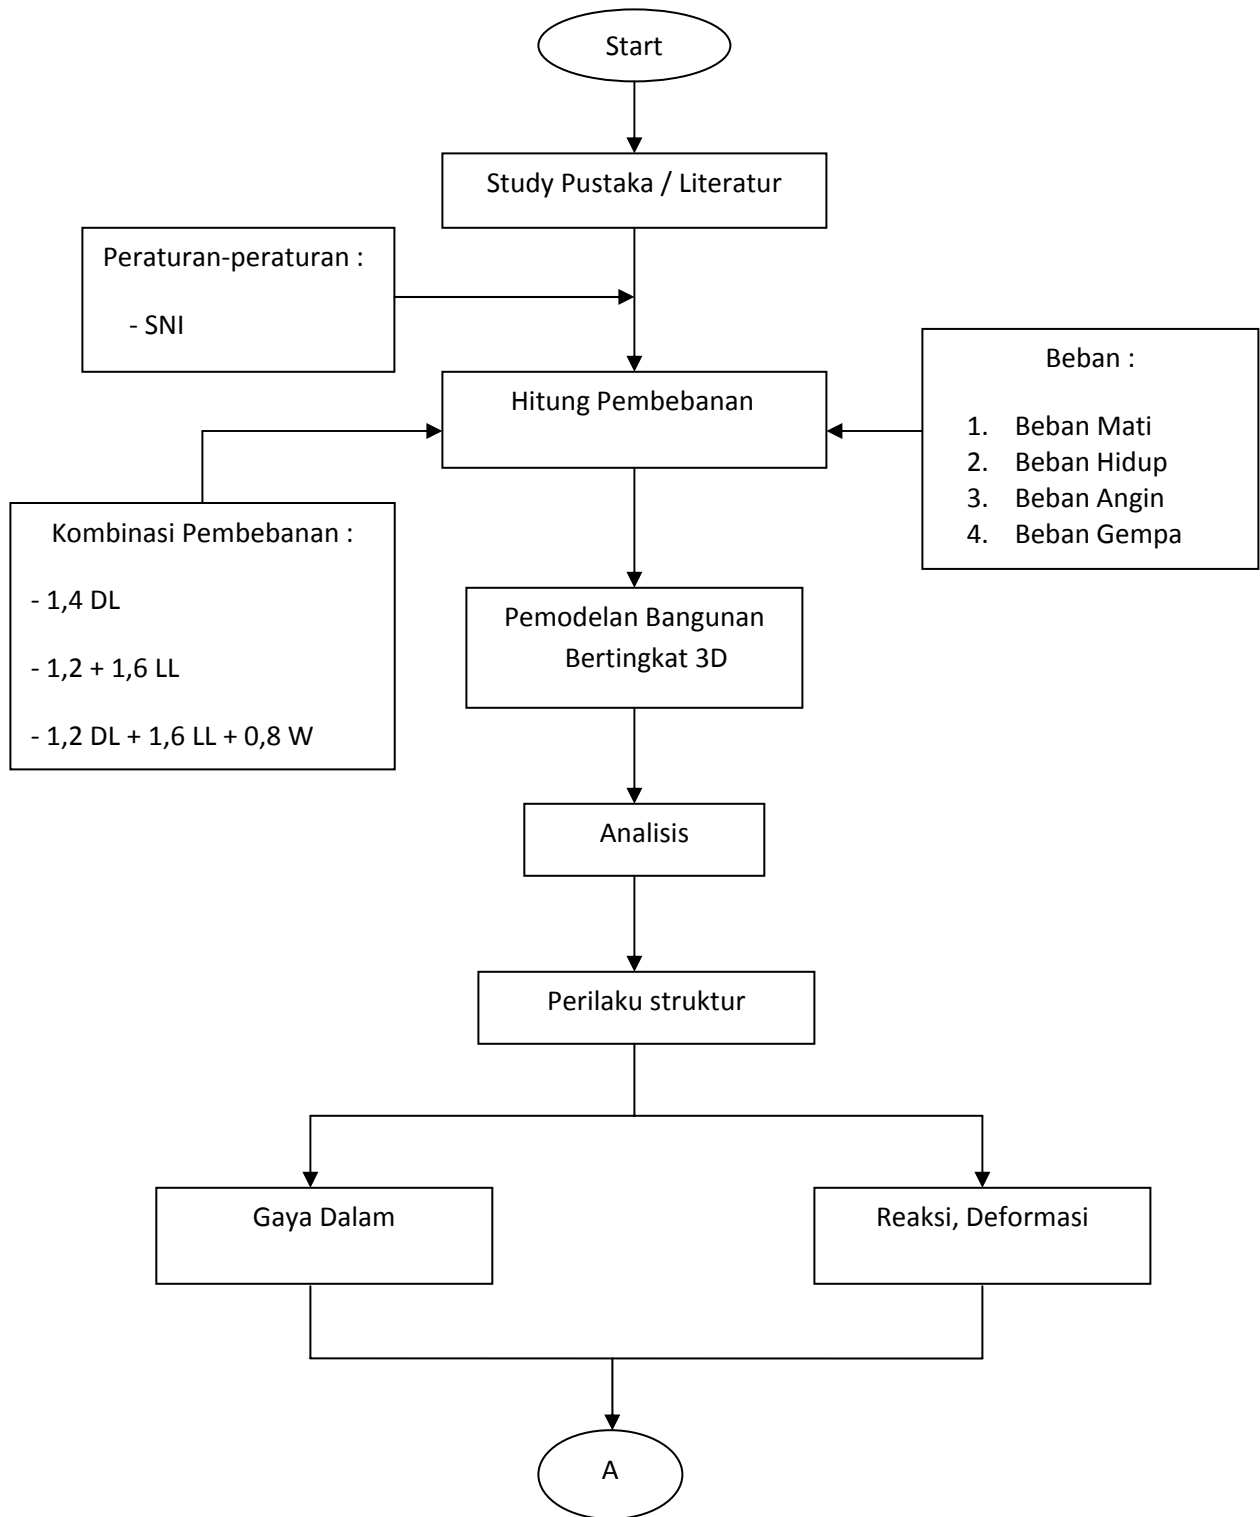 Start
Study Pustaka / Literatur
Peraturan-peraturan :
- SNI
Hitung Pembebanan
Beban :
1. Beban Mati
2. Beban Hidup
3. Beban Angin
4. Beban Gempa
Kombinasi Pembebanan :
- 1,4 DL
- 1,2 + 1,6 LL
- 1,2 DL + 1,6 LL + 0,8 W
Pemodelan Bangunan
Bertingkat 3D
Analisis
Perilaku struktur
Gaya Dalam
Reaksi, Deformasi
A